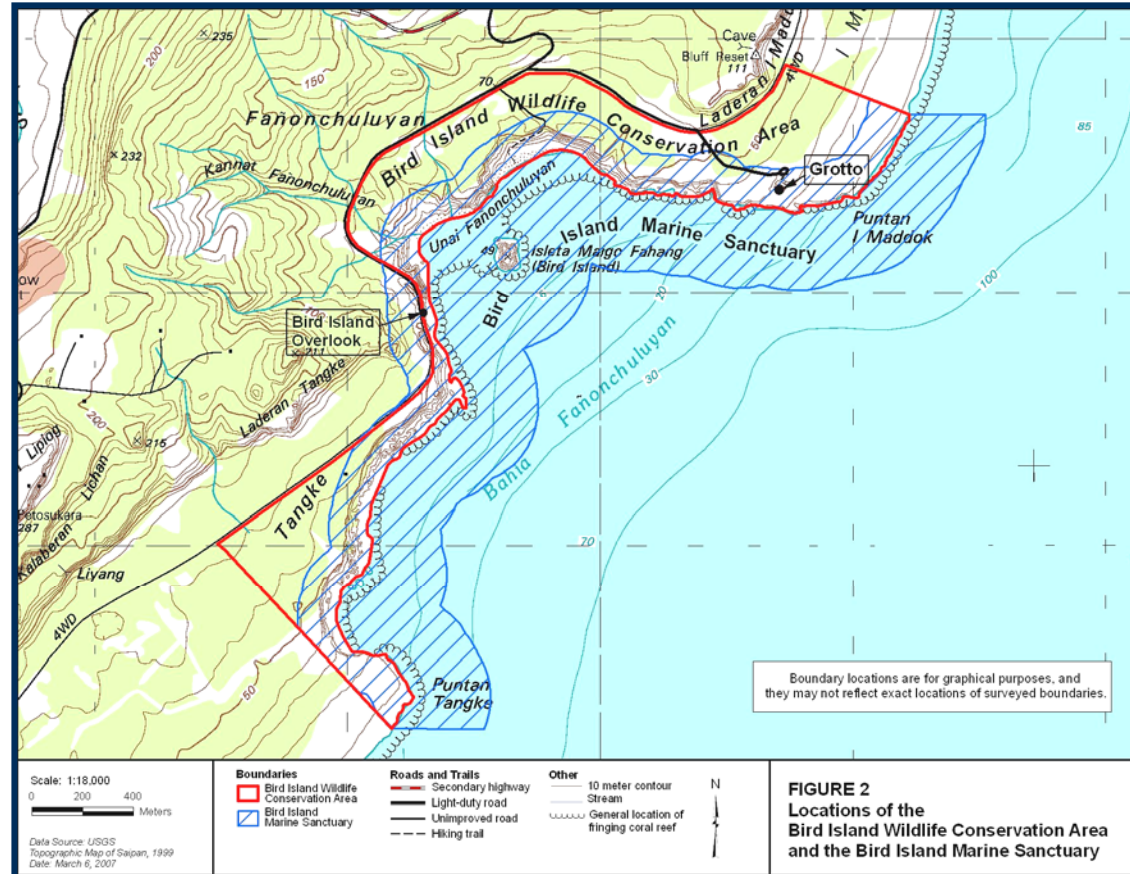 235
200
150
Cave
Bluff Reset
111
Laderan I Maddok
4WD
I M
70
Fañonchuluyan
Bird Island Wildlife Conservation Area
50
85
232
Kannat Fañonchuluyan
Grotto
Unai Fañonchuluyan
Puntan
I Maddok
Bird Island Marine Sanctuary
49
Isleta Maigo Fahang
(Bird Island)
100
20
Bird Island
Overlook
211
30
Bahia Fañonchuluyan
Laderan Tangke
200
215
I Lipiog
Lichan
Kalaberan
287
Liyang
Tangke
4WD
70
50
Puntan
Tangke
Boundary locations are for graphical purposes, and
they may not reflect exact locations of surveyed boundaries.
Scale: 1:18,000
0 200 400
Meters
Data Source: USGS
Topographic Map of Saipan, 1999
Date: March 6, 2007
Boundaries
Bird Island Wildlife
Conservation Area
Bird Island
Marine Sanctuary
Roads and Trails
Secondary highway
Light-duty road
Unimproved road
Hiking trail
Other
10 meter contour
Stream
General location of
fringing coral reef
N
FIGURE 2
Locations of the
Bird Island Wildlife Conservation Area
and the Bird Island Marine Sanctuary